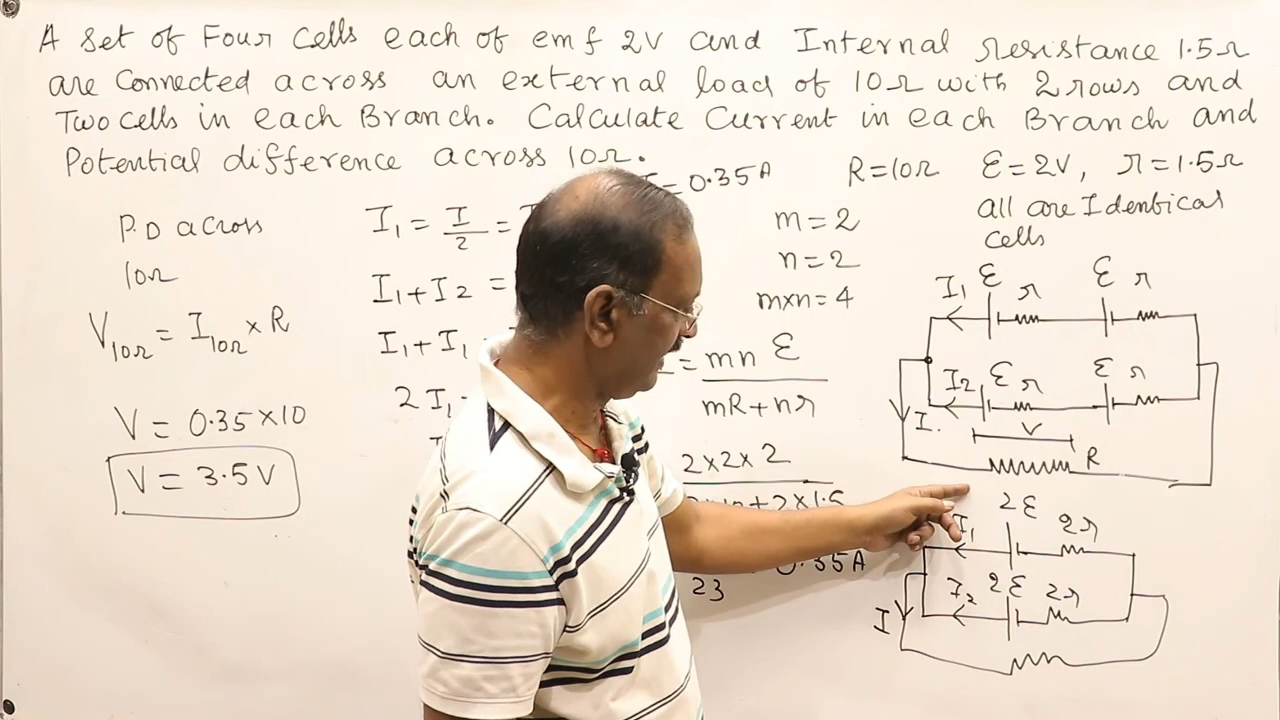 A set of Four cells each of emf 2V and Internal resistance 1.5Ω
are Connected across an external load of 10Ω with 2 rows and
Two cells in each Branch. Calculate Current in each Branch and
Potential difference across 10Ω.
= 0.35A
R=10Ω ε=2V, r=1.5Ω
all are Identical
cells
P.D across
10Ω
V10Ω = I10Ω × R
V = 0.35×10
V = 3.5V
I1 = I/2 =
I1+I2 =
I1+I1
2I1
m=2
n=2
m×n=4
= mn ε
mR+nr
2×2×2
+2×1.5
0.35A
23
I1 ε r ε r
I2 ε r ε r
I.
V
R
2ε 2r
I1
I2 2ε 2r
I